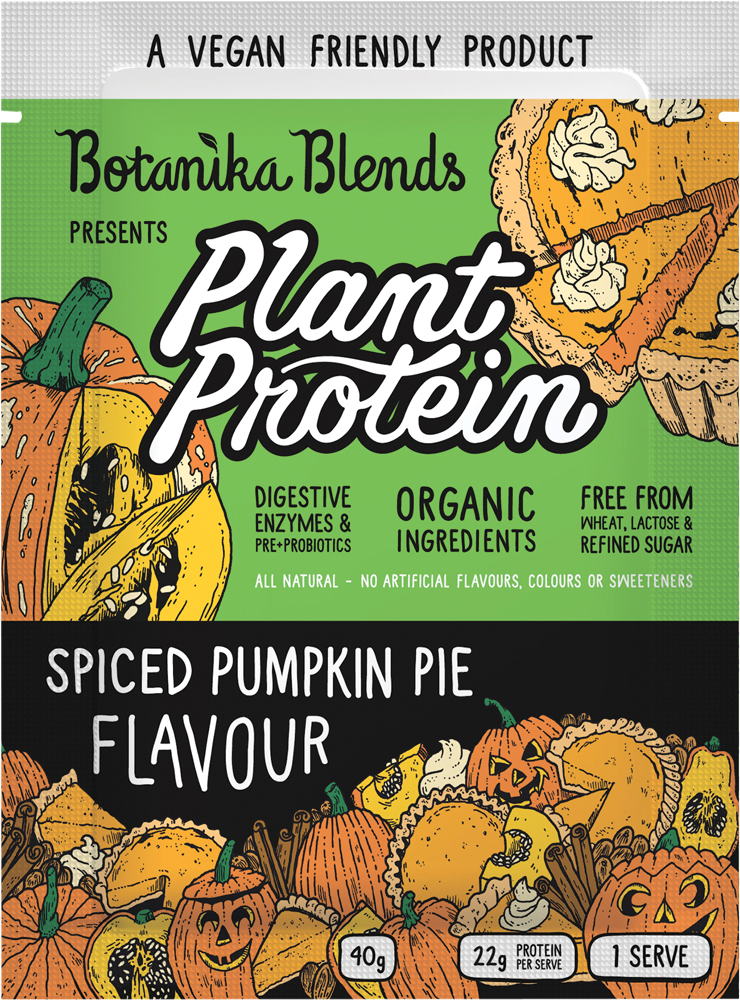 A VEGAN FRIENDLY PRODUCT
Botanika Blends
PRESENTS
Plant
Protein
DIGESTIVE
ENZYMES &
PRE+PROBIOTICS
ORGANIC
INGREDIENTS
FREE FROM
WHEAT, LACTOSE &
REFINED SUGAR
ALL NATURAL - NO ARTIFICIAL FLAVOURS, COLOURS OR SWEETENERS
SPICED PUMPKIN PIE
FLAVOUR
40g
22g PROTEIN
PER SERVE
1 SERVE